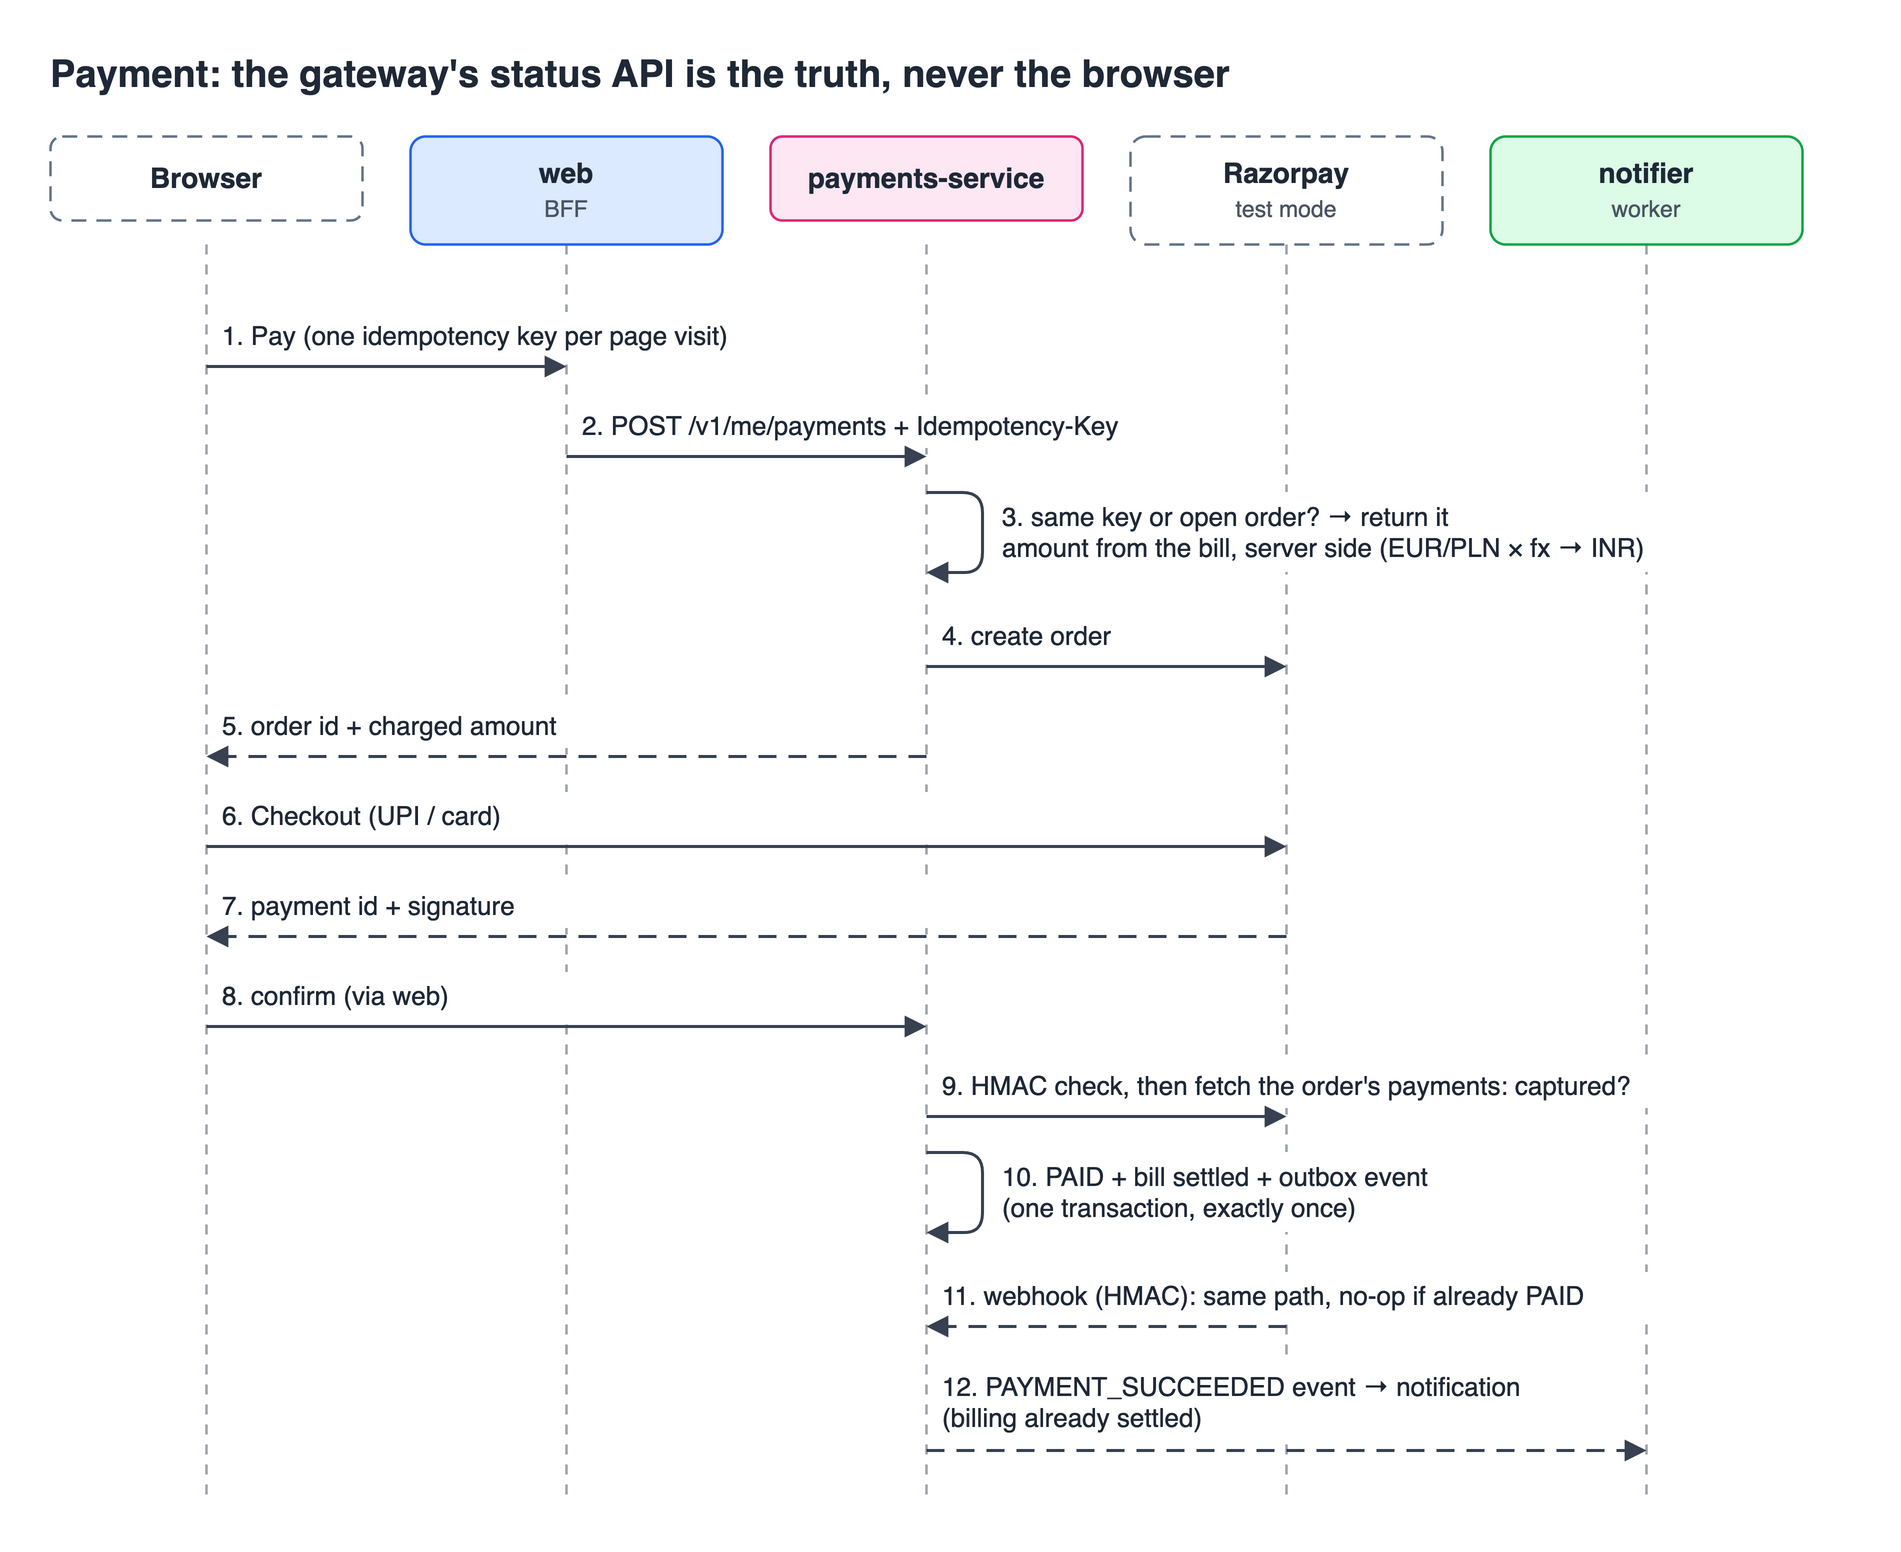 Payment: the gateway's status API is the truth, never the browser
Browser
web
BFF
payments-service
Razorpay
test mode
notifier
worker
1. Pay (one idempotency key per page visit)
2. POST /v1/me/payments + Idempotency-Key
3. same key or open order? → return it
amount from the bill, server side (EUR/PLN × fx → INR)
4. create order
5. order id + charged amount
6. Checkout (UPI / card)
7. payment id + signature
8. confirm (via web)
9. HMAC check, then fetch the order's payments: captured?
10. PAID + bill settled + outbox event
(one transaction, exactly once)
11. webhook (HMAC): same path, no-op if already PAID
12. PAYMENT_SUCCEEDED event → notification
(billing already settled)